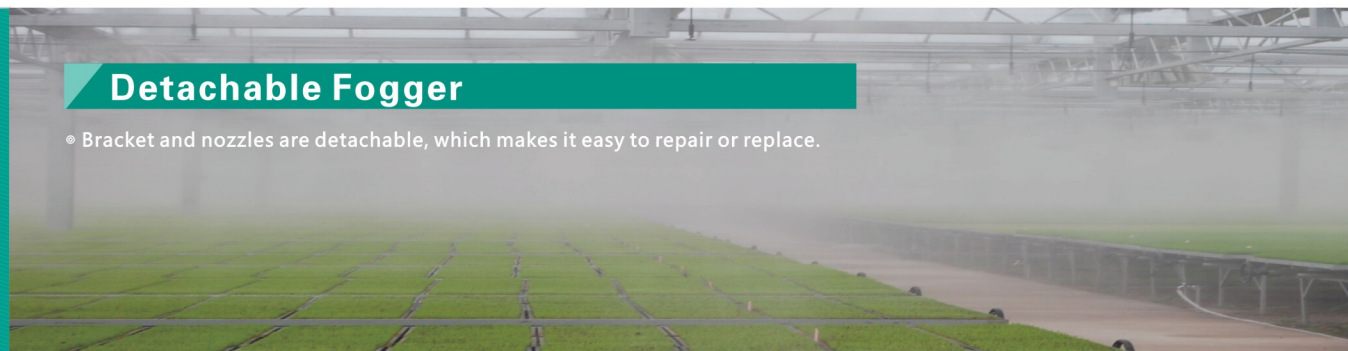 Detachable Fogger
Bracket and nozzles are detachable, which makes it easy to repair or replace.